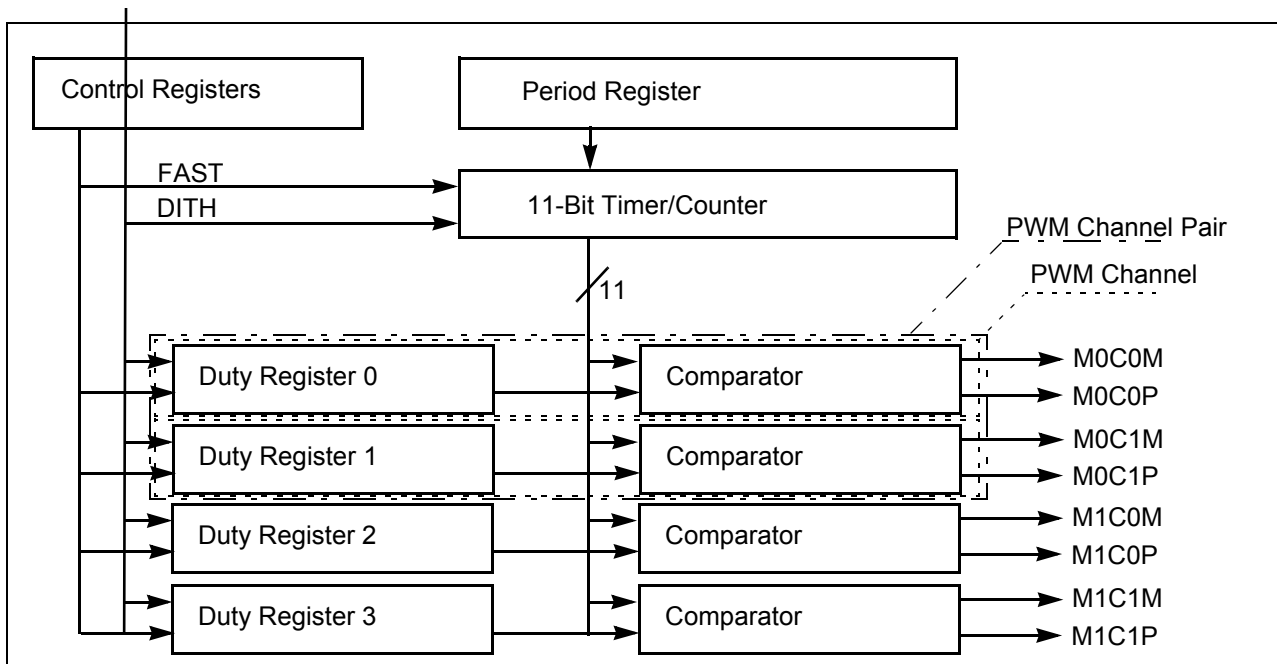 Control Registers
Period Register
FAST
DITH
11-Bit Timer/Counter
PWM Channel Pair
PWM Channel
11
Duty Register 0
Comparator
M0C0M
M0C0P
Duty Register 1
Comparator
M0C1M
M0C1P
Duty Register 2
Comparator
M1C0M
M1C0P
Duty Register 3
Comparator
M1C1M
M1C1P